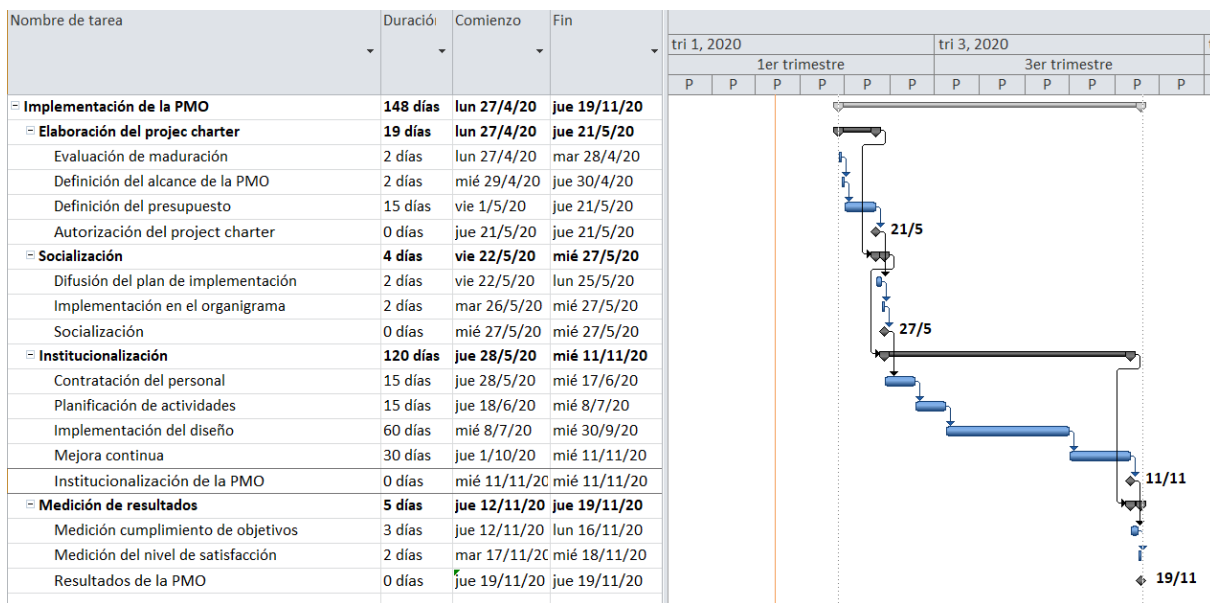 Nombre de tarea Duración Comienzo Fin
tri 1, 2020 tri 3, 2020
1er trimestre 3er trimestre
P P P P P P P P P P P P
Implementación de la PMO 148 días lun 27/4/20 jue 19/11/20
Elaboración del projec charter 19 días lun 27/4/20 jue 21/5/20
Evaluación de maduración 2 días lun 27/4/20 mar 28/4/20
Definición del alcance de la PMO 2 días mié 29/4/20 jue 30/4/20
Definición del presupuesto 15 días vie 1/5/20 jue 21/5/20
Autorización del project charter 0 días jue 21/5/20 jue 21/5/20 21/5
Socialización 4 días vie 22/5/20 mié 27/5/20
Difusión del plan de implementación 2 días vie 22/5/20 lun 25/5/20
Implementación en el organigrama 2 días mar 26/5/20 mié 27/5/20
Socialización 0 días mié 27/5/20 mié 27/5/20 27/5
Institucionalización 120 días jue 28/5/20 mié 11/11/20
Contratación del personal 15 días jue 28/5/20 mié 17/6/20
Planificación de actividades 15 días jue 18/6/20 mié 8/7/20
Implementación del diseño 60 días mié 8/7/20 mié 30/9/20
Mejora continua 30 días jue 1/10/20 mié 11/11/20
Institucionalización de la PMO 0 días mié 11/11/20 mié 11/11/20 11/11
Medición de resultados 5 días jue 12/11/20 jue 19/11/20
Medición cumplimiento de objetivos 3 días jue 12/11/20 lun 16/11/20
Medición del nivel de satisfacción 2 días mar 17/11/20 mié 18/11/20
Resultados de la PMO 0 días jue 19/11/20 jue 19/11/20 19/11